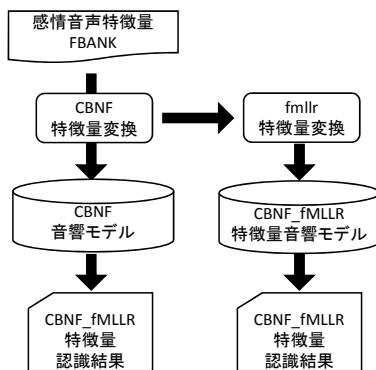 感情音声特徴量
FBANK
CBNF
特徴量変換
fmllr
特徴量変換
CBNF
音響モデル
CBNF_fMLLR
特徴量音響モデル
CBNF_fMLLR
特徴量
認識結果
CBNF_fMLLR
特徴量
認識結果